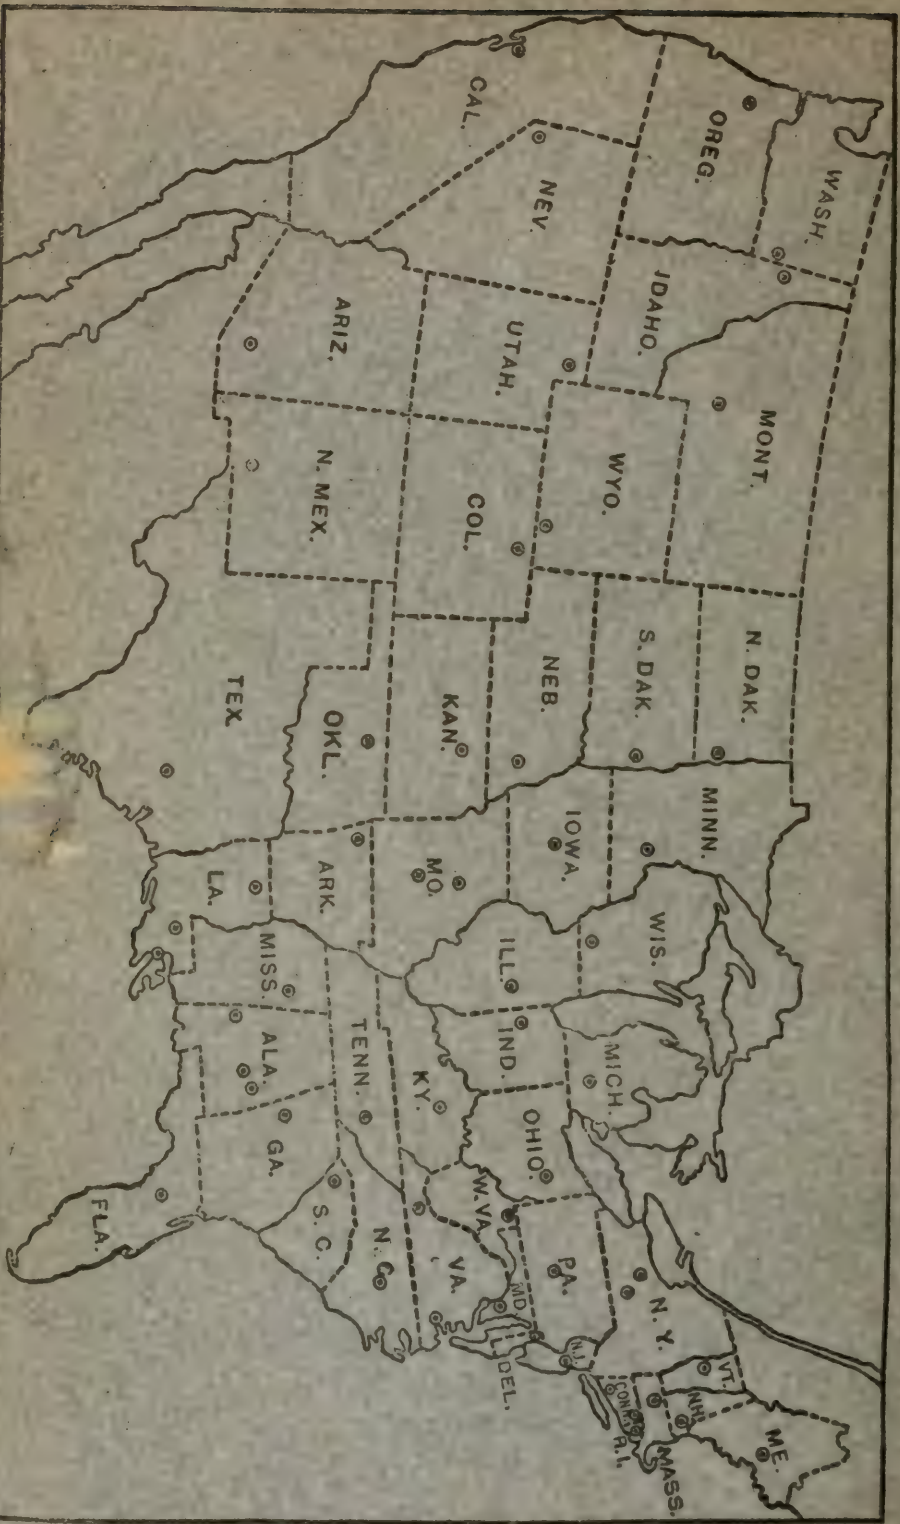 WASH.
OREG.
CAL.
NEV.
IDAHO.
MONT.
UTAH.
ARIZ.
WYO.
COL.
N. MEX.
N. DAK.
S. DAK.
NEB.
KAN.
OKL.
TEX.
MINN.
IOWA.
MO.
ARK.
LA.
WIS.
ILL.
MISS.
MICH.
IND.
OHIO.
KY.
TENN.
ALA.
GA.
FLA.
S. C.
N. C.
VA.
W. VA.
MD.
DEL.
PA.
N.J.
N. Y.
CONN.
R.I.
MASS.
VT.
N.H.
ME.